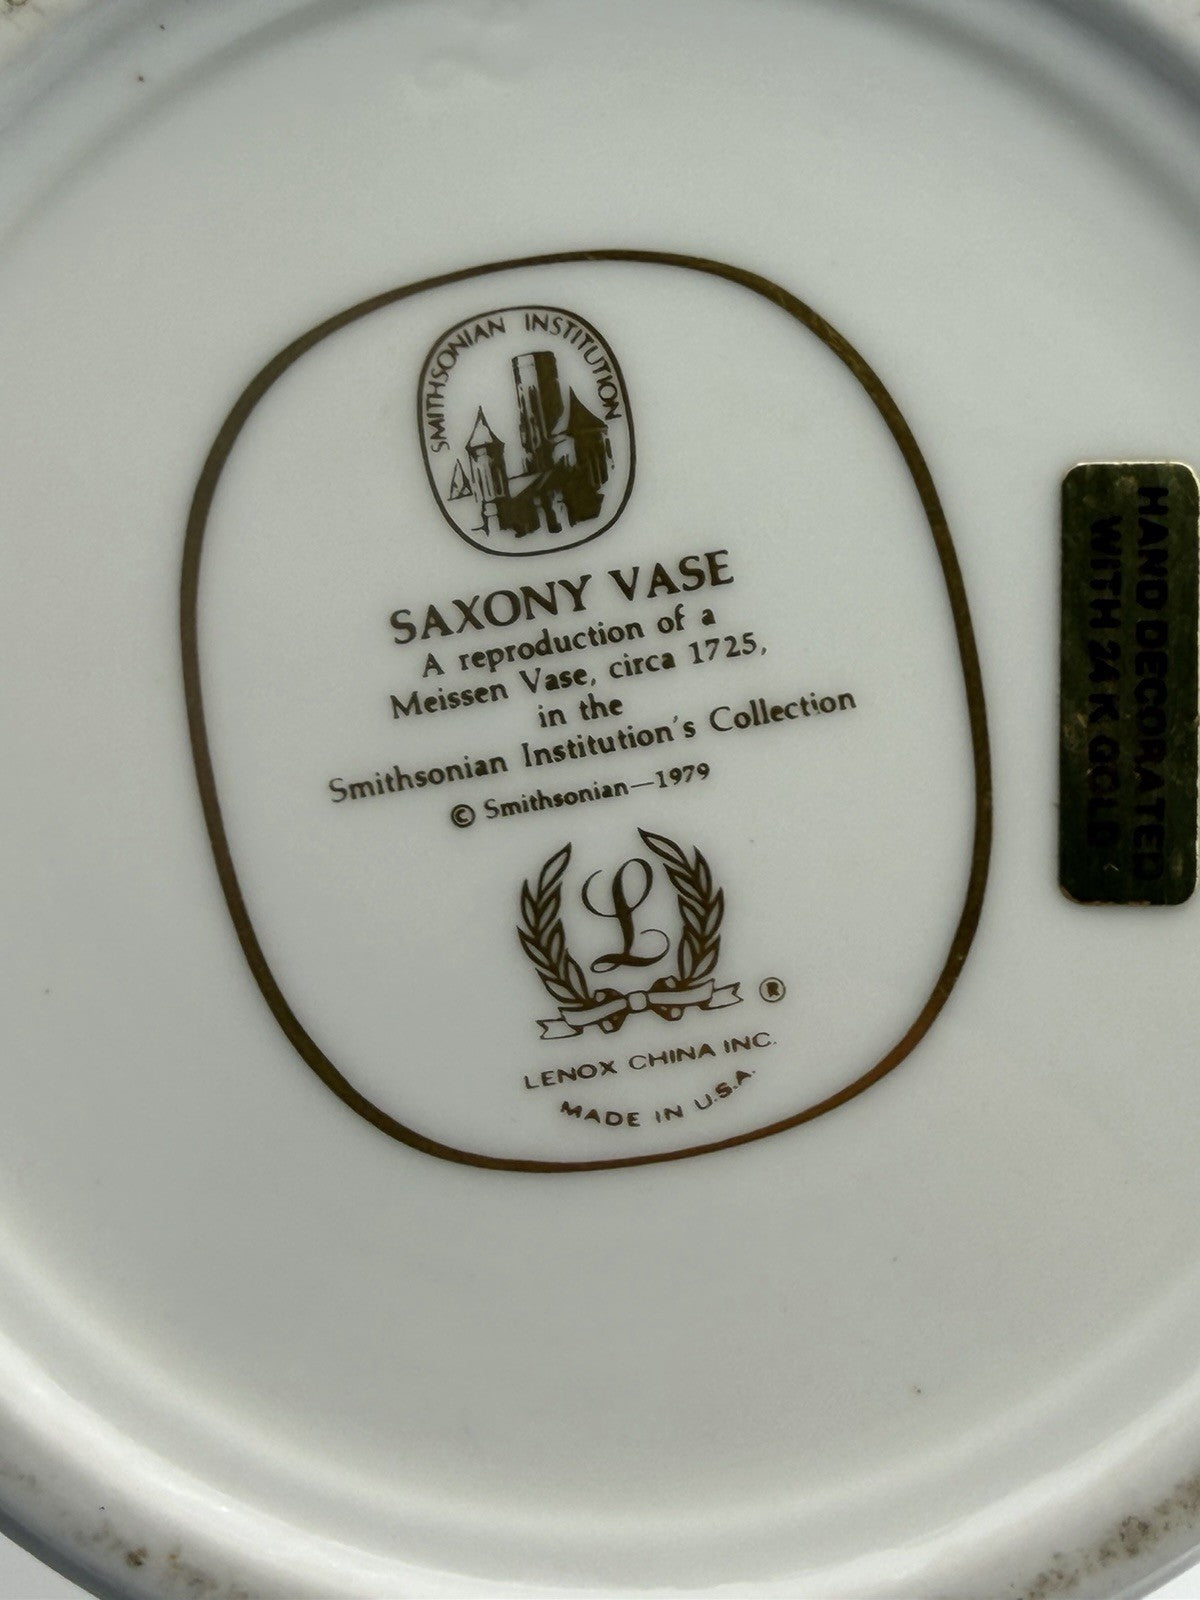 SMITHSONIAN INSTITUTION
SAXONY VASE
A reproduction of a
Meissen Vase, circa 1725,
in the
Smithsonian Institution's Collection
© Smithsonian—1979
L
®
LENOX CHINA INC.
MADE IN U.S.A.
HAND DECORATED
WITH 24 K GOLD